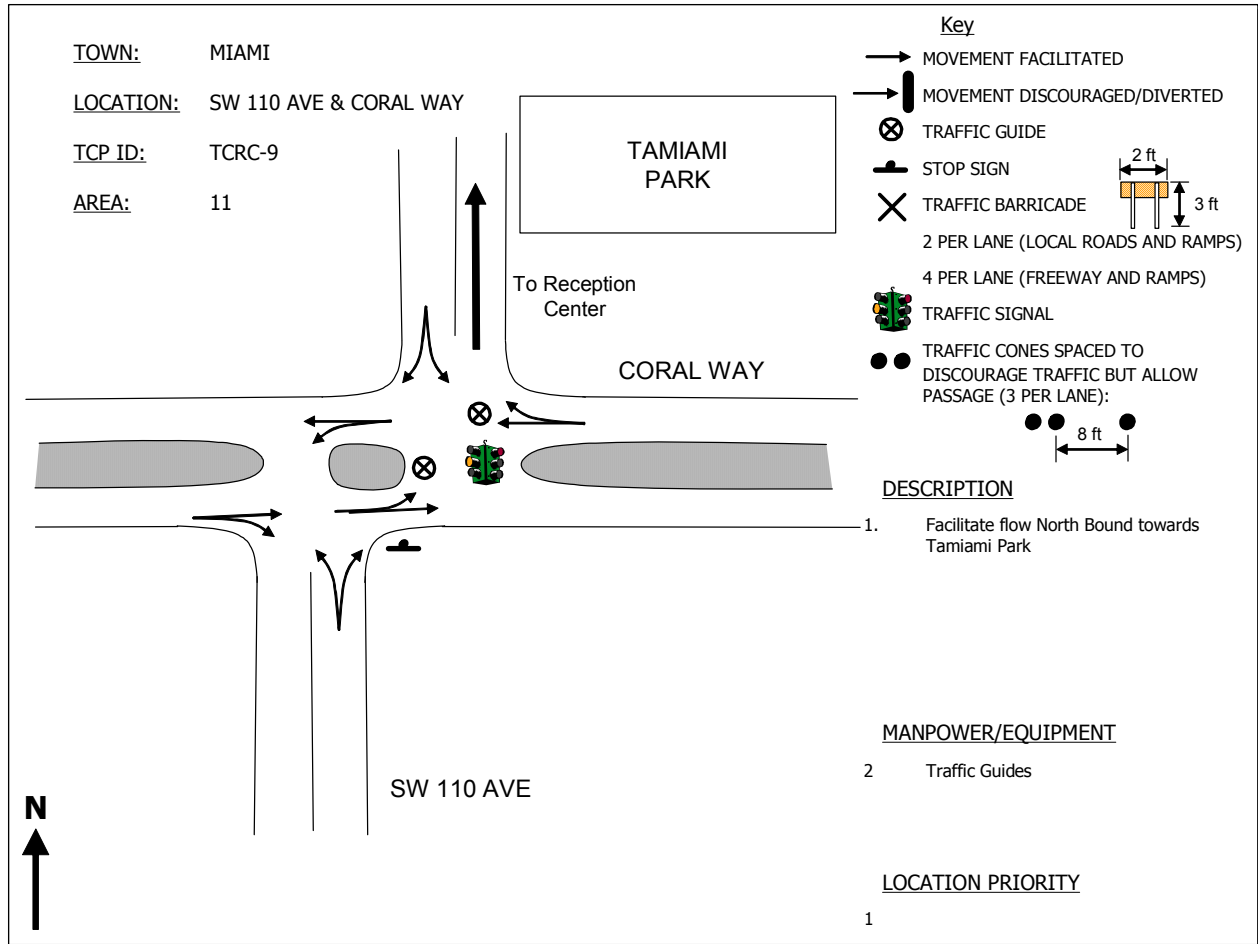 TOWN: MIAMI
LOCATION: SW 110 AVE & CORAL WAY
TCP ID: TCRC-9
AREA: 11
TAMIAMI
PARK
To Reception
Center
CORAL WAY
SW 110 AVE
N
Key
MOVEMENT FACILITATED
MOVEMENT DISCOURAGED/DIVERTED
TRAFFIC GUIDE
STOP SIGN
TRAFFIC BARRICADE
2 ft
3 ft
2 PER LANE (LOCAL ROADS AND RAMPS)
4 PER LANE (FREEWAY AND RAMPS)
TRAFFIC SIGNAL
TRAFFIC CONES SPACED TO
DISCOURAGE TRAFFIC BUT ALLOW
PASSAGE (3 PER LANE):
8 ft
DESCRIPTION
1. Facilitate flow North Bound towards
Tamiami Park
MANPOWER/EQUIPMENT
2 Traffic Guides
LOCATION PRIORITY
1